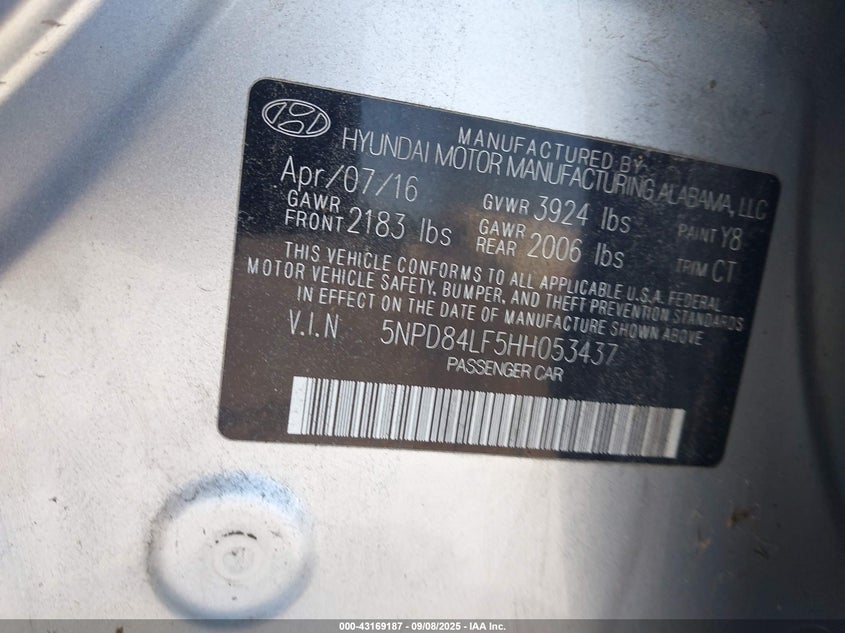 MANUFACTURED BY
HYUNDAI MOTOR MANUFACTURING ALABAMA, LLC
Apr/07/16 GVWR 3924 lbs PAINT Y8
GAWR FRONT 2183 lbs GAWR REAR 2006 lbs TRIM CT
THIS VEHICLE CONFORMS TO ALL APPLICABLE U.S.A. FEDERAL
MOTOR VEHICLE SAFETY, BUMPER, AND THEFT PREVENTION STANDARDS
IN EFFECT ON THE DATE OF MANUFACTURE SHOWN ABOVE
V.I.N 5NPD84LF5HH053437
PASSENGER CAR
000-43169187 - 09/08/2025 - IAA Inc.